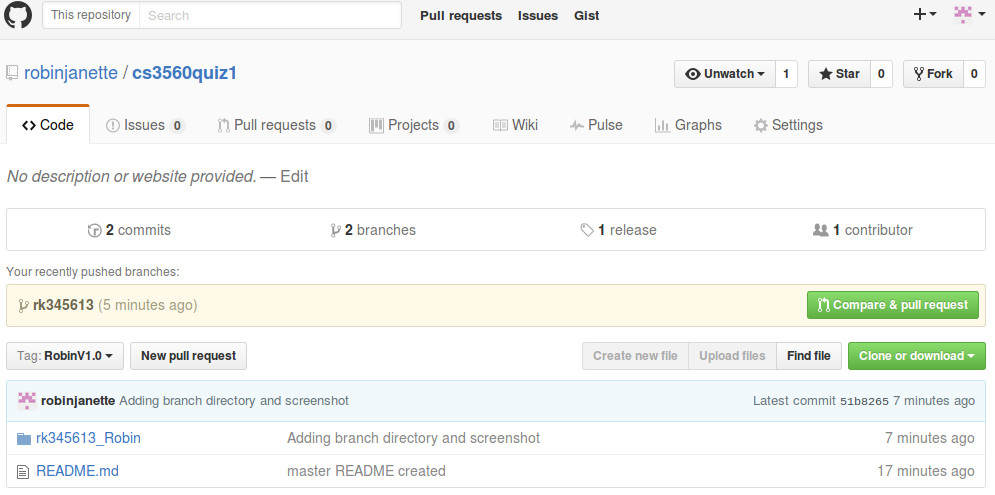 This repository Search Pull requests Issues Gist
robinjanette / cs3560quiz1 Unwatch 1 Star 0 Fork 0
Code Issues 0 Pull requests 0 Projects 0 Wiki Pulse Graphs Settings
No description or website provided. — Edit
2 commits 2 branches 1 release 1 contributor
Your recently pushed branches:
rk345613 (5 minutes ago) Compare & pull request
Tag: RobinV1.0 New pull request Create new file Upload files Find file Clone or download
robinjanette Adding branch directory and screenshot Latest commit 51b8265 7 minutes ago
rk345613_Robin Adding branch directory and screenshot 7 minutes ago
README.md master README created 17 minutes ago